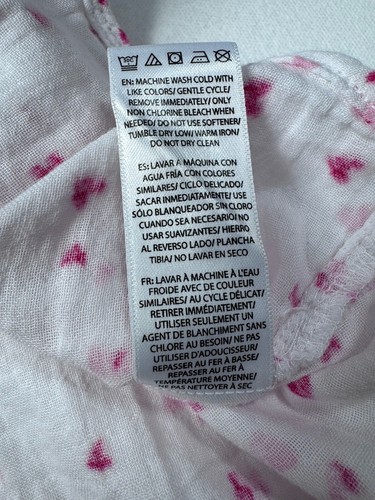 EN: MACHINE WASH COLD WITH
LIKE COLORS/ GENTLE CYCLE/
REMOVE IMMEDIATELY/ ONLY
NON CHLORINE BLEACH WHEN
NEEDED/ DO NOT USE SOFTENER/
TUMBLE DRY LOW/ WARM IRON/
DO NOT DRY CLEAN
ES: LAVAR A MÁQUINA CON
AGUA FRÍA CON COLORES
SIMILARES/ CICLO DELICADO/
SACAR INMEDIATAMENTE/ USE
SÓLO BLANQUEADOR SIN CLORO
CUANDO SEA NECESARIO/ NO
USAR SUAVIZANTES/ HIERRO
AL REVERSO LADO/ PLANCHA
TIBIA/ NO LAVAR EN SECO
FR: LAVAR À MACHINE À L'EAU
FROIDE AVEC DE COULEUR
SIMILAIRES/ AU CYCLE DÉLICAT/
RETIRER IMMÉDIATEMENT/
UTILISER SEULEMENT UN
AGENT DE BLANCHIMENT SANS
CHLORE AU BESOIN/ NE PAS
UTILISER D'ADOUCISSEUR/
REPASSER AU FER À BASSE/
REPASSER AU FER À
TEMPÉRATURE MOYENNE/
NE PAS NETTOYER À SEC